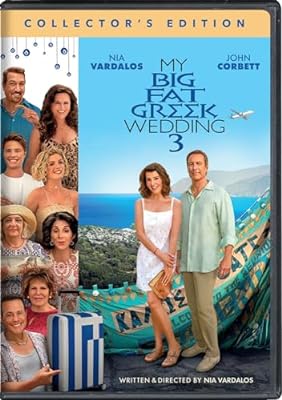 COLLECTOR'S EDITION
NIA
VARDALOS
JOHN
CORBETT
MY
BIG
FAT
GREEK
WEDDING
3
WRITTEN & DIRECTED BY NIA VARDALOS